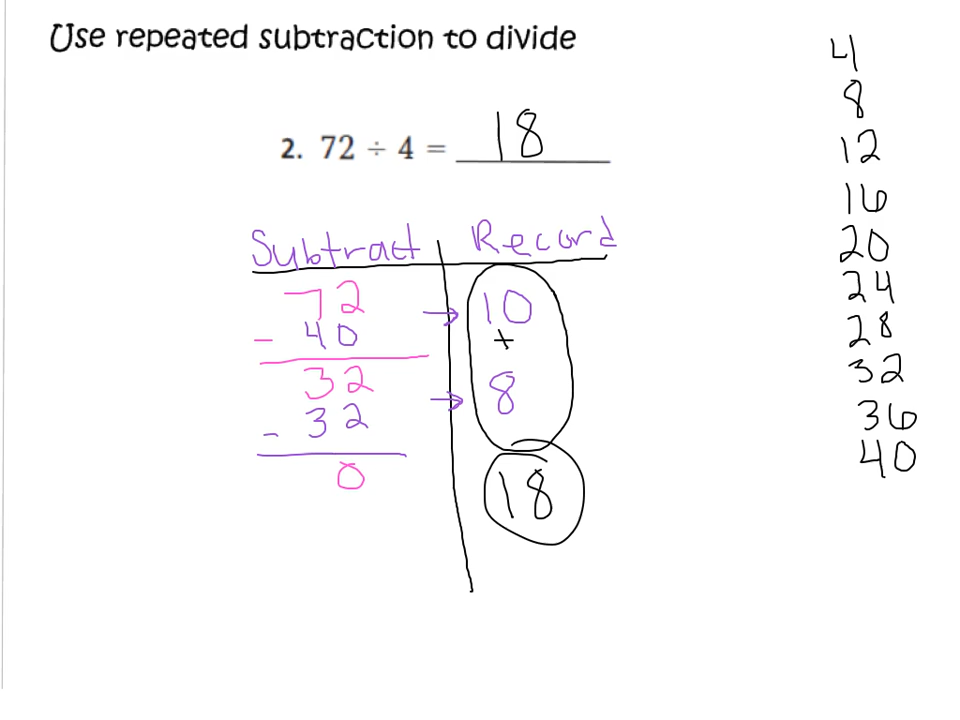 Use repeated subtraction to divide
2. 72 ÷ 4 = 18
Subtract Record
72 → 10
- 40 +
32
- 32 → 8
0 18
4
8
12
16
20
24
28
32
36
40